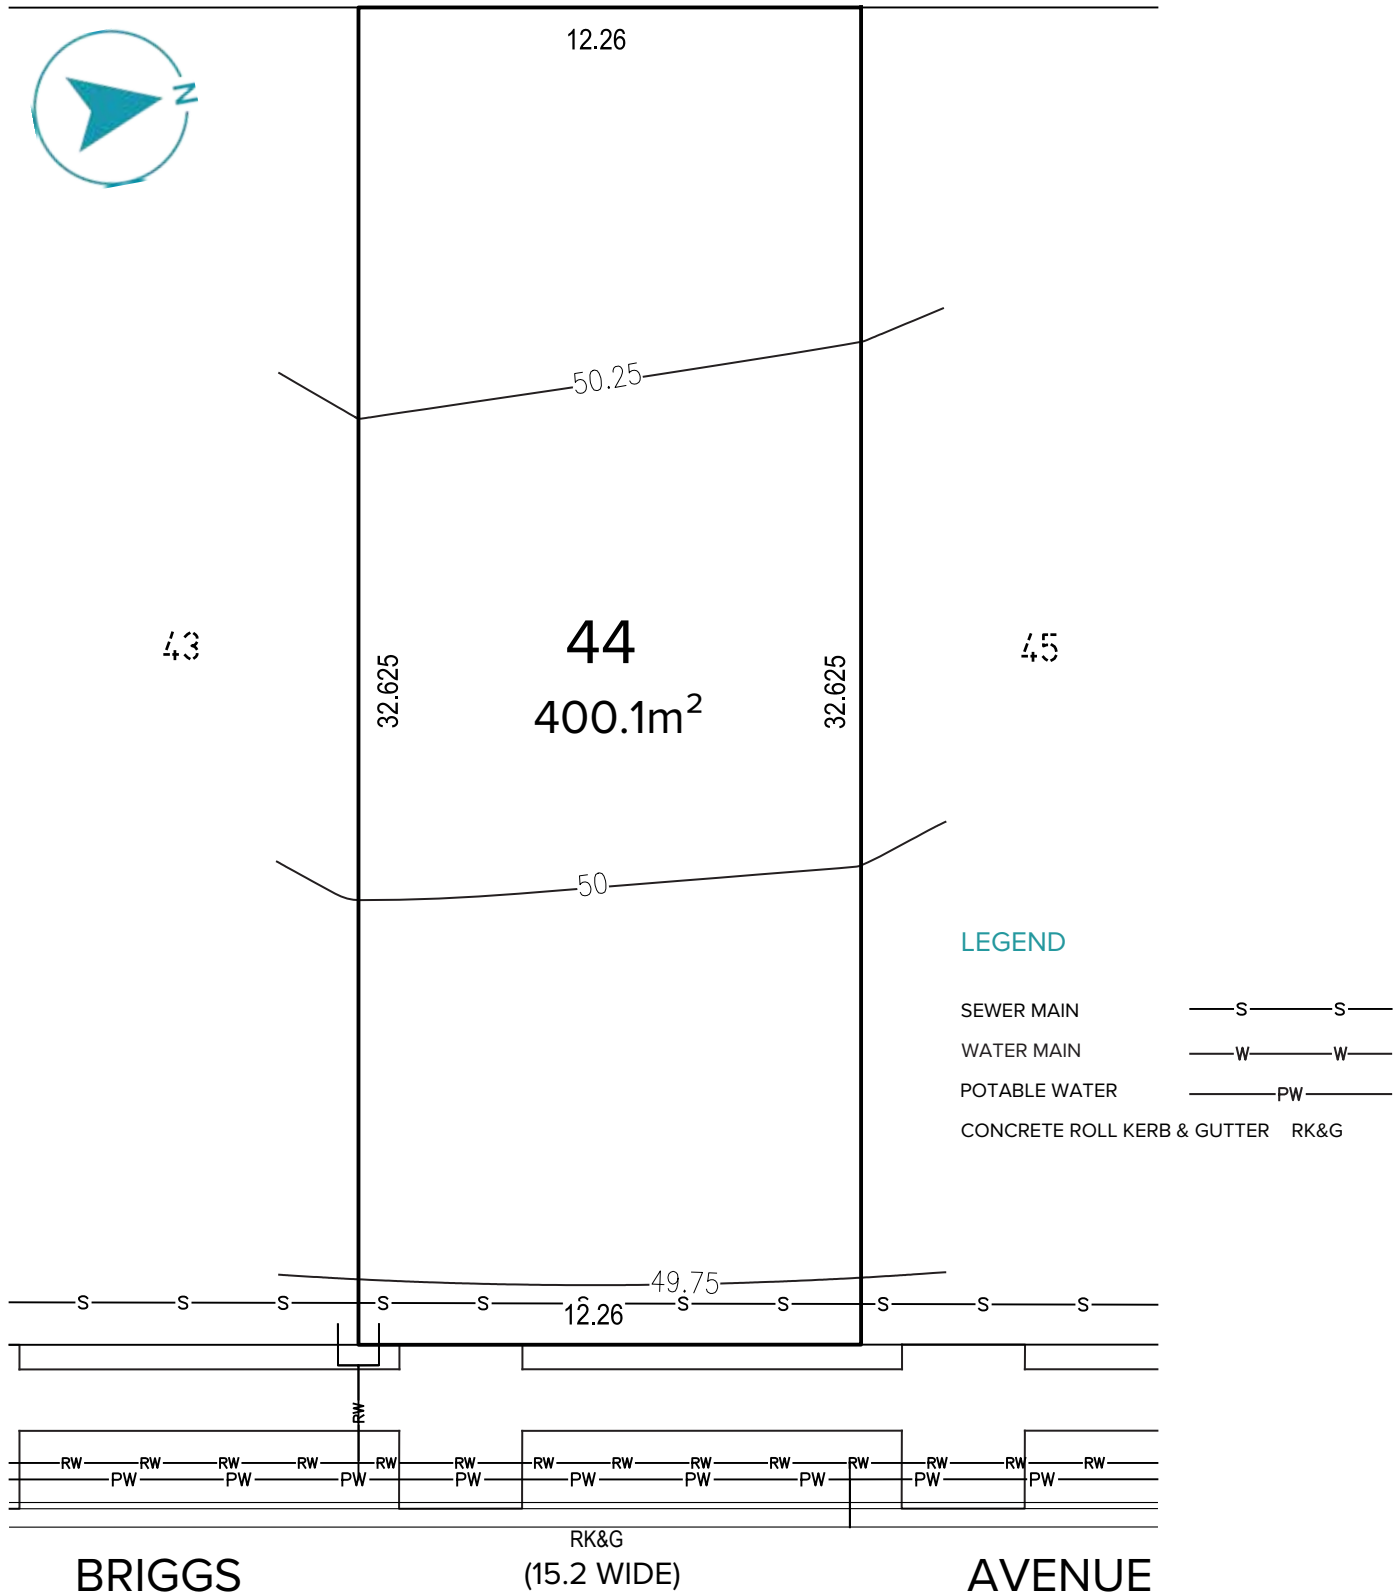 12.26
N
50.25
43
44
45
32.625
400.1m²
32.625
50
LEGEND
SEWER MAIN S S
WATER MAIN W W
POTABLE WATER PW
CONCRETE ROLL KERB & GUTTER RK&G
49.75
S S S S S S S S S S S
12.26
RW
RW RW RW RW RW RW RW RW RW RW RW RW RW RW
PW PW PW PW PW PW PW PW PW
RK&G
BRIGGS (15.2 WIDE) AVENUE